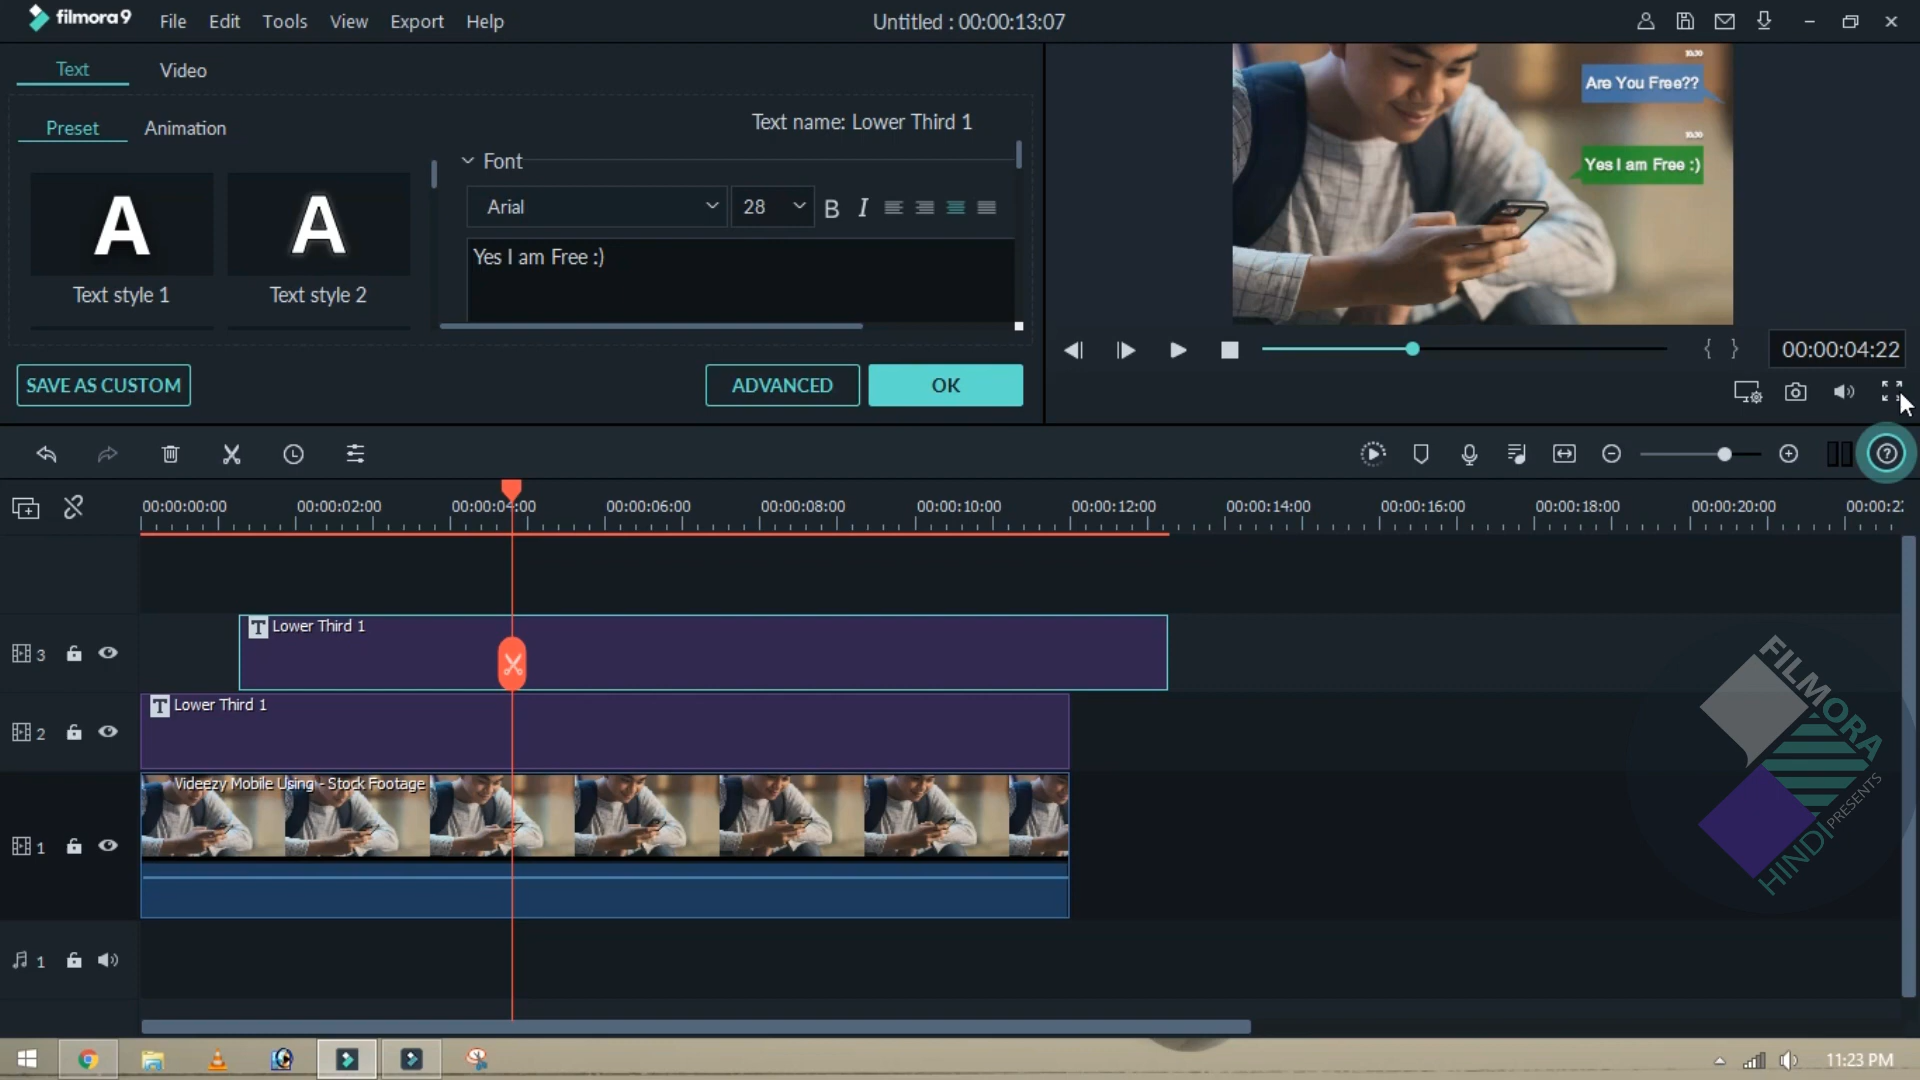 filmora9 File Edit Tools View Export Help Untitled : 00:00:13:07
Text Video
Preset Animation
Text name: Lower Third 1
Font
Arial 28 B I
Yes I am Free :)
A A
Text style 1 Text style 2
SAVE AS CUSTOM ADVANCED OK
10:30
Are You Free??
10:30
Yes I am Free :)
{ } 00:00:04:22
00:00:00:00 00:00:02:00 00:00:04:00 00:00:06:00 00:00:08:00 00:00:10:00 00:00:12:00 00:00:14:00 00:00:16:00 00:00:18:00 00:00:20:00
3 T Lower Third 1
2 T Lower Third 1
Videezy Mobile Using - Stock Footage
1
1
FILMORA
HINDI
PRESENTS
11:23 PM